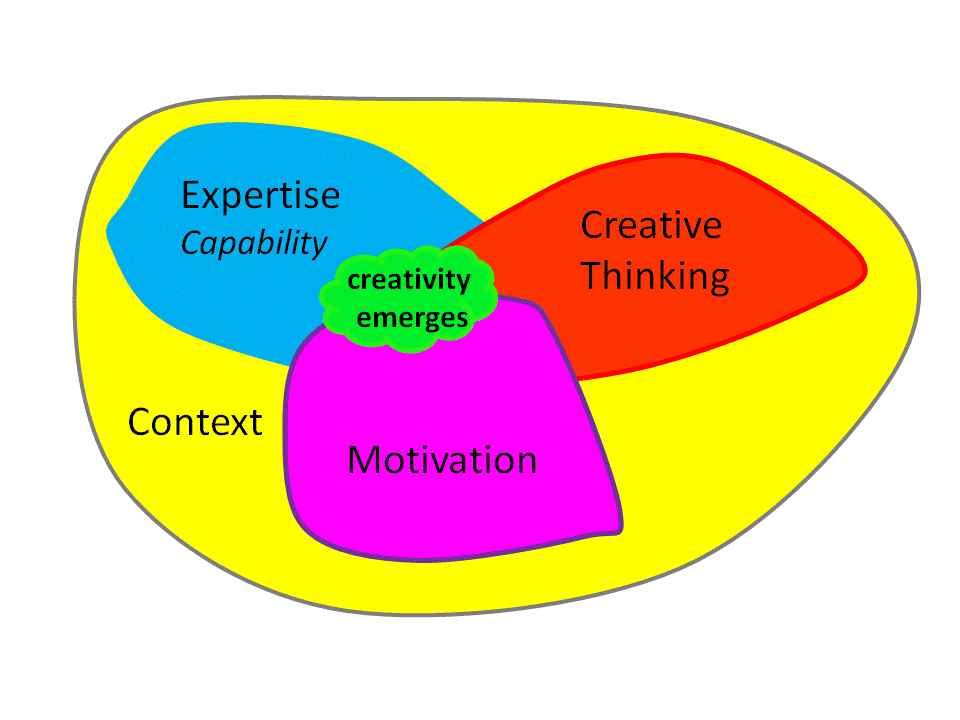 Expertise
Capability
Creative
Thinking
creativity
emerges
Context
Motivation